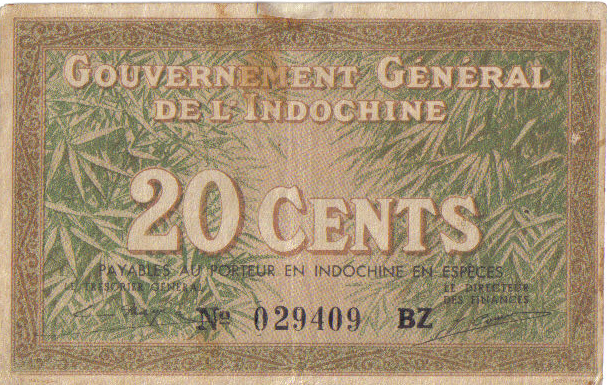 GOUVERNEMENT GÉNÉRAL
DE L'INDOCHINE
20 CENTS
PAYABLES AU PORTEUR EN INDOCHINE EN ESPÈCES
LE TRÉSORIER GÉNÉRAL
LE DIRECTEUR
DES FINANCES
Nº 029409 BZ